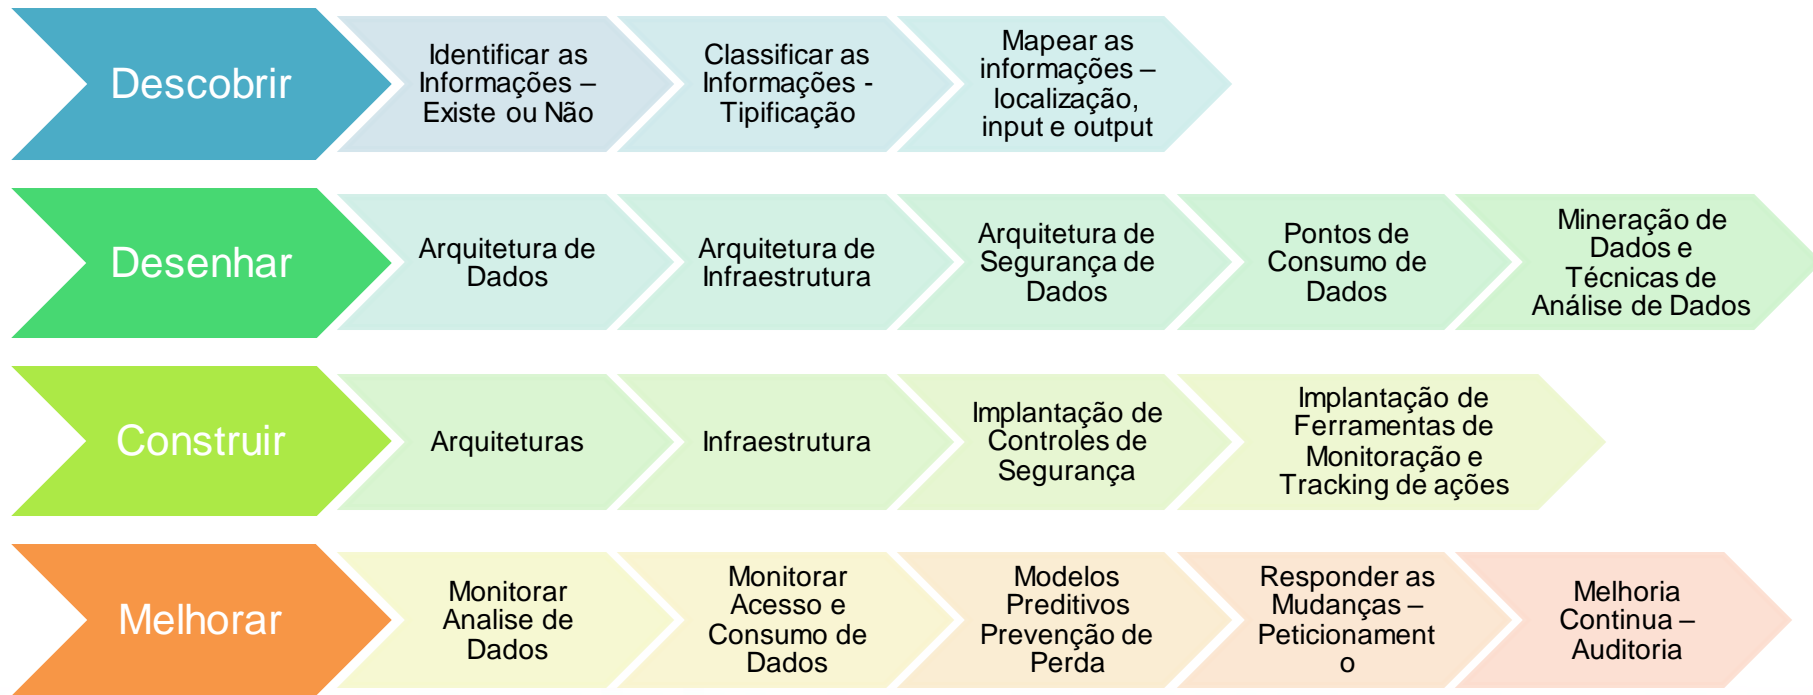 Descobrir
Identificar as
Informações –
Existe ou Não
Classificar as
Informações -
Tipificação
Mapear as
informações –
localização,
input e output
Desenhar
Arquitetura de
Dados
Arquitetura de
Infraestrutura
Arquitetura de
Segurança de
Dados
Pontos de
Consumo de
Dados
Mineração de
Dados e
Técnicas de
Análise de Dados
Construir
Arquiteturas
Infraestrutura
Implantação de
Controles de
Segurança
Implantação de
Ferramentas de
Monitoração e
Tracking de ações
Melhorar
Monitorar
Analise de
Dados
Monitorar
Acesso e
Consumo de
Dados
Modelos
Preditivos
Prevenção de
Perda
Responder as
Mudanças –
Peticionament
o
Melhoria
Continua –
Auditoria